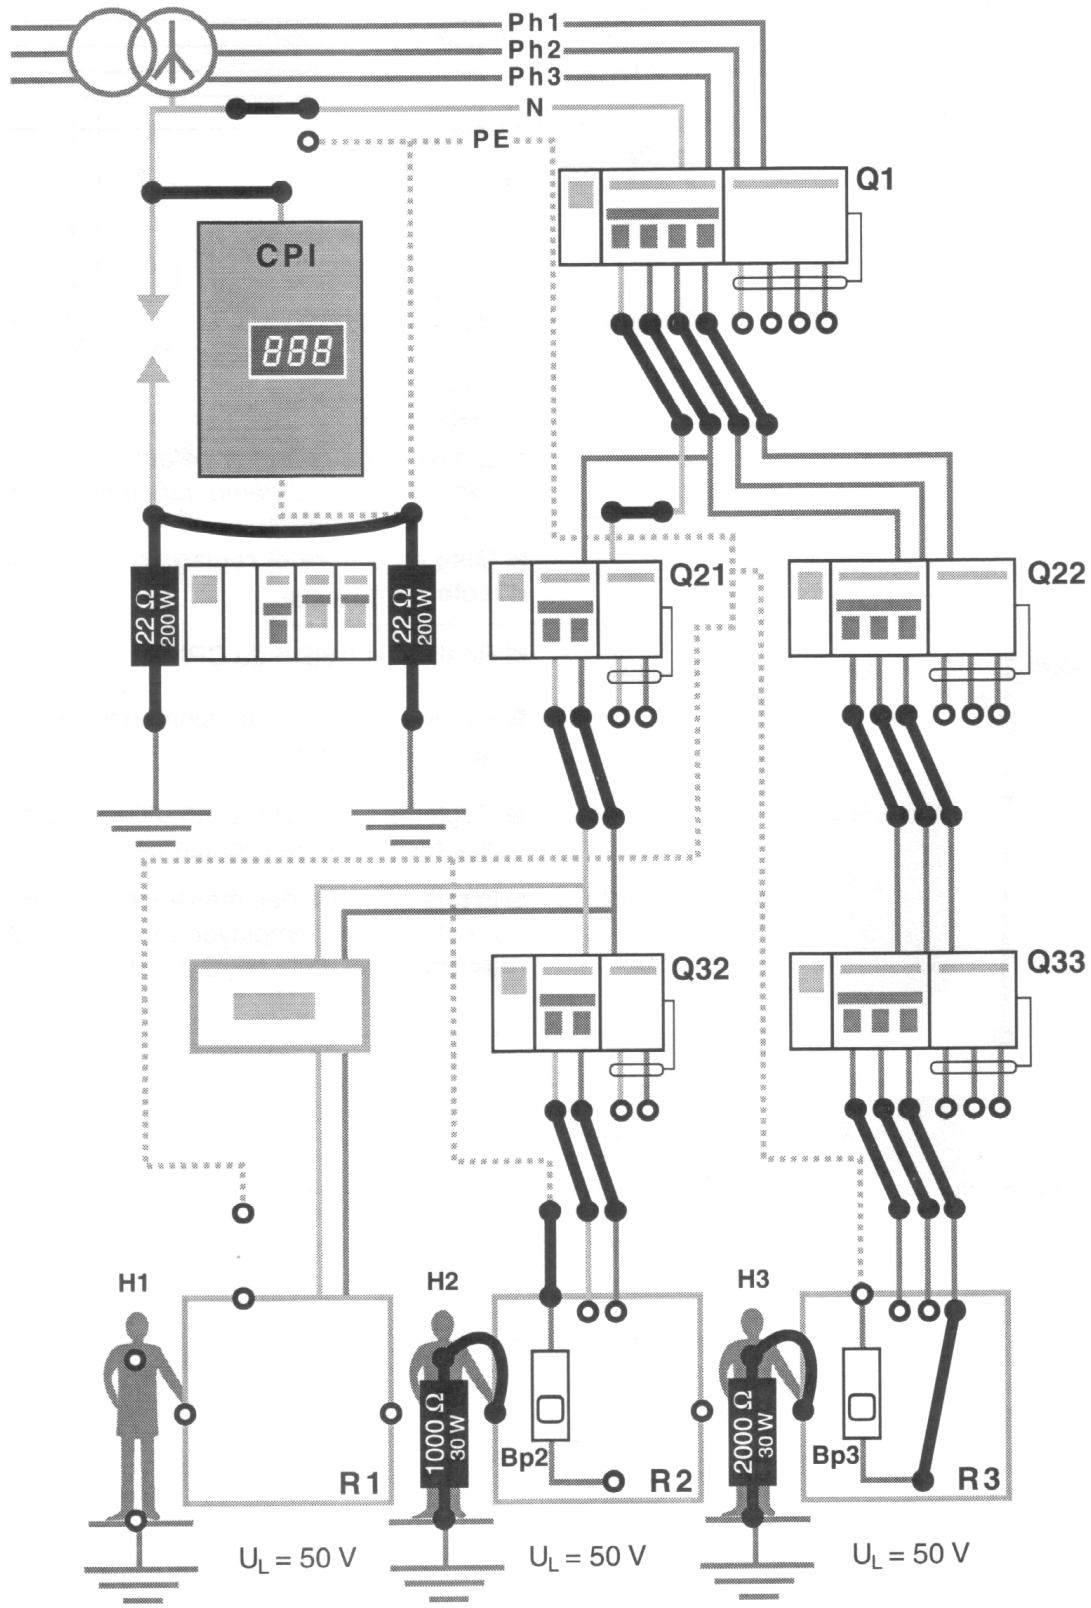 Ph1
Ph2
Ph3
N
PE
Q1
CPI
888
Q21
Q22
22 Ω
200 W
22 Ω
200 W
Q32
Q33
H1
H2
H3
1000 Ω
30 W
2000 Ω
30 W
Bp2
Bp3
R1
R2
R3
UL = 50 V
UL = 50 V
UL = 50 V